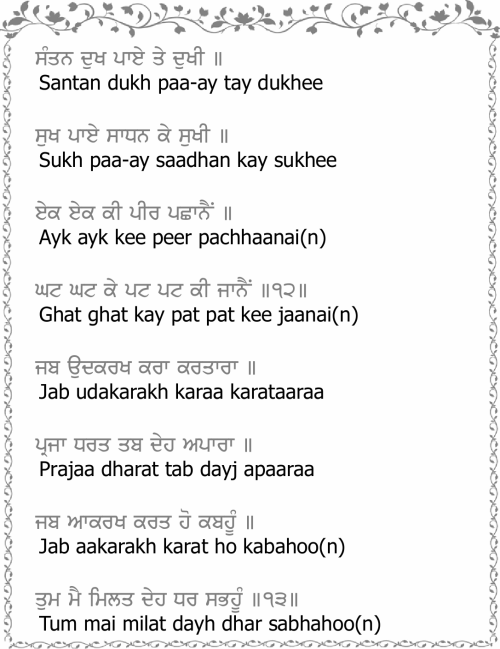 ਸੰਤਨ ਦੁਖ ਪਾਏ ਤੇ ਦੁਖੀ ॥
Santan dukh paa-ay tay dukhee
ਸੁਖ ਪਾਏ ਸਾਧਨ ਕੇ ਸੁਖੀ ॥
Sukh paa-ay saadhan kay sukhee
ਏਕ ਏਕ ਕੀ ਪੀਰ ਪਛਾਨੈਂ ॥
Ayk ayk kee peer pachhaanai(n)
ਘਟ ਘਟ ਕੇ ਪਟ ਪਟ ਕੀ ਜਾਨੈਂ ॥੧੨॥
Ghat ghat kay pat pat kee jaanai(n)
ਜਬ ਉਦਕਰਖ ਕਰਾ ਕਰਤਾਰਾ ॥
Jab udakarakh karaa karataaraa
ਪ੍ਰਜਾ ਧਰਤ ਤਬ ਦੇਹ ਅਪਾਰਾ ॥
Prajaa dharat tab dayj apaaraa
ਜਬ ਆਕਰਖ ਕਰਤ ਹੋ ਕਬਹੂੰ ॥
Jab aakarakh karat ho kabahoo(n)
ਤੁਮ ਮੈ ਮਿਲਤ ਦੇਹ ਧਰ ਸਭਹੂੰ ॥੧੩॥
Tum mai milat dayh dhar sabhahoo(n)